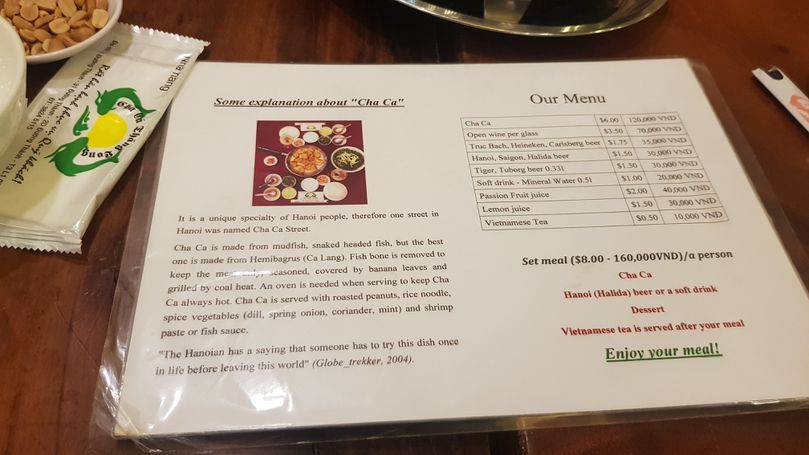 Some explanation about "Cha Ca"
It is a unique specialty of Hanoi people, therefore one street in
Hanoi was named Cha Ca Street.
Cha Ca is made from mudfish, snaked headed fish, but the best
one is made from Hemibagrus (Ca Lang). Fish bone is removed to
keep the seasoned, covered by banana leaves and
grilled by coal heat. An oven is needed when serving to keep Cha
Ca always hot. Cha Ca is served with roasted peanuts, rice noodle,
spice vegetables (dill, spring onion, coriander, mint) and shrimp
paste or fish sauce.
"The Hanoian has a saying that someone has to try this dish once
in life before leaving this world" (Globe_trekker, 2004).
Our Menu
Cha Ca $6.00 120,000 VND
Open wine per glass $3.50 70,000 VND
Truc Bach, Heineken, Carlsberg beer $1.75 35,000 VND
Hanoi, Saigon, Halida beer $1.50 30,000 VND
Tiger, Tuborg beer 0.33l $1.50 30,000 VND
Soft drink - Mineral Water 0.5l $1.00 20,000 VND
Passion Fruit juice $2.00 40,000 VND
Lemon juice $1.50 30,000 VND
Vietnamese Tea $0.50 10,000 VND
Set meal ($8.00 - 160,000VND)/a person
Cha Ca
Hanoi (Halida) beer or a soft drink
Dessert
Vietnamese tea is served after your meal
Enjoy your meal!
Cha Ca Thang Long